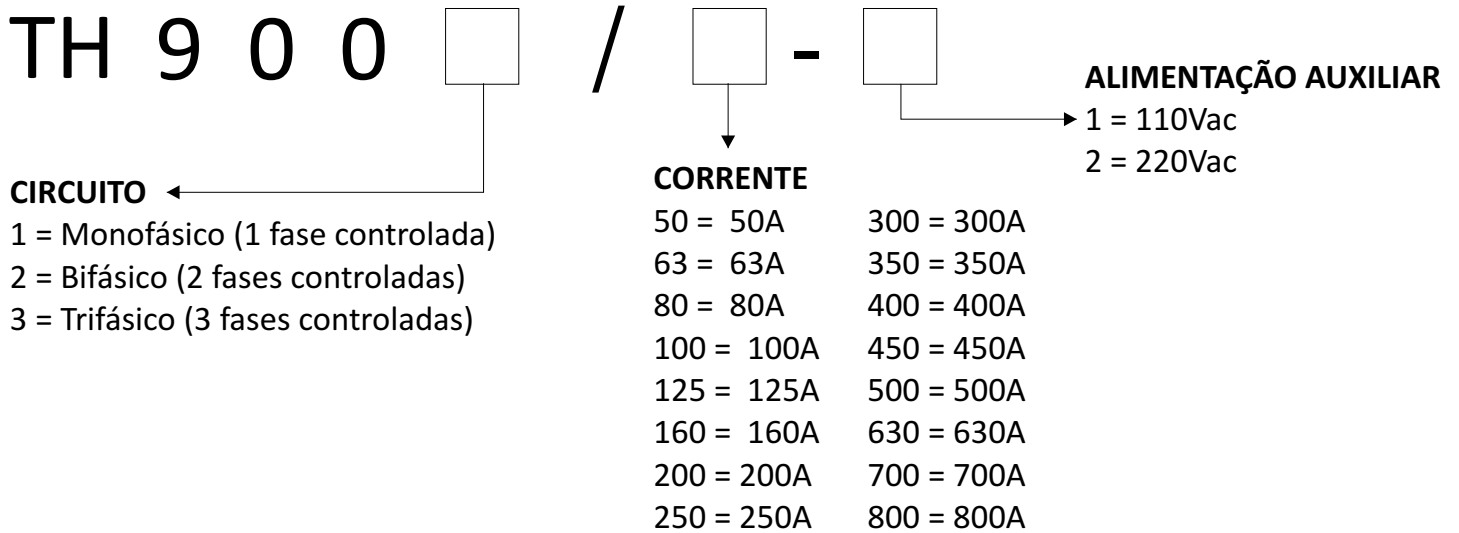 TH 9 0 0 / -
ALIMENTAÇÃO AUXILIAR
1 = 110Vac
2 = 220Vac
CIRCUITO
1 = Monofásico (1 fase controlada)
2 = Bifásico (2 fases controladas)
3 = Trifásico (3 fases controladas)
CORRENTE
50 = 50A 300 = 300A
63 = 63A 350 = 350A
80 = 80A 400 = 400A
100 = 100A 450 = 450A
125 = 125A 500 = 500A
160 = 160A 630 = 630A
200 = 200A 700 = 700A
250 = 250A 800 = 800A